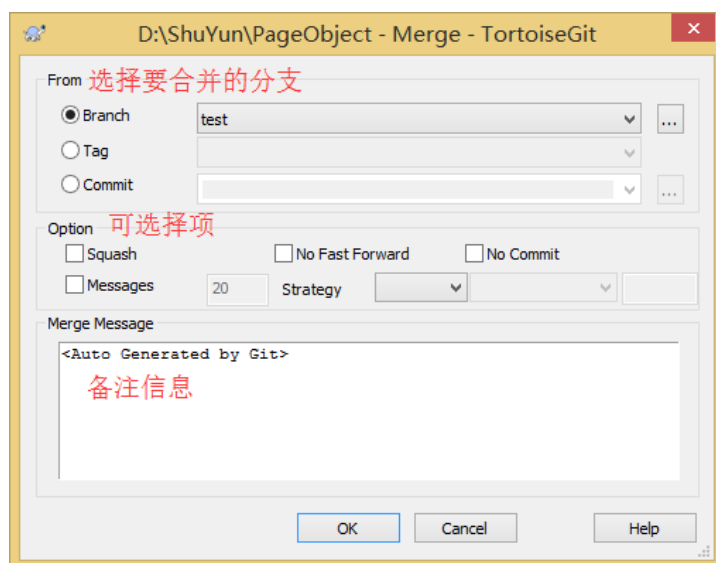 D:\ShuYun\PageObject - Merge - TortoiseGit
From 选择要合并的分支
Branch test ...
Tag
Commit ...
Option 可选择项
Squash No Fast Forward No Commit
Messages 20 Strategy
Merge Message
<Auto Generated by Git>
备注信息
OK Cancel Help